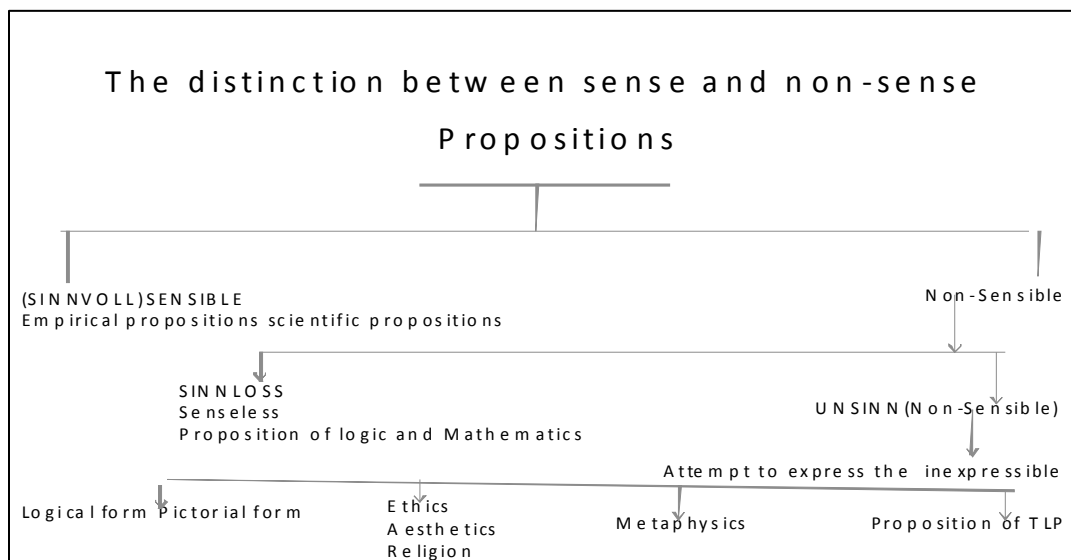 The distinction between sense and non-sense
Propositions
(SINNVOLL)SENSIBLE
Empirical propositions scientific propositions
Non-Sensible
SINNLOSS
Senseless
Proposition of logic and Mathematics
UNSINN(Non-Sensible)
Attempt to express the inexpressible
Logical form Pictorial form
Ethics
Aesthetics
Religion
Metaphysics
Proposition of TLP